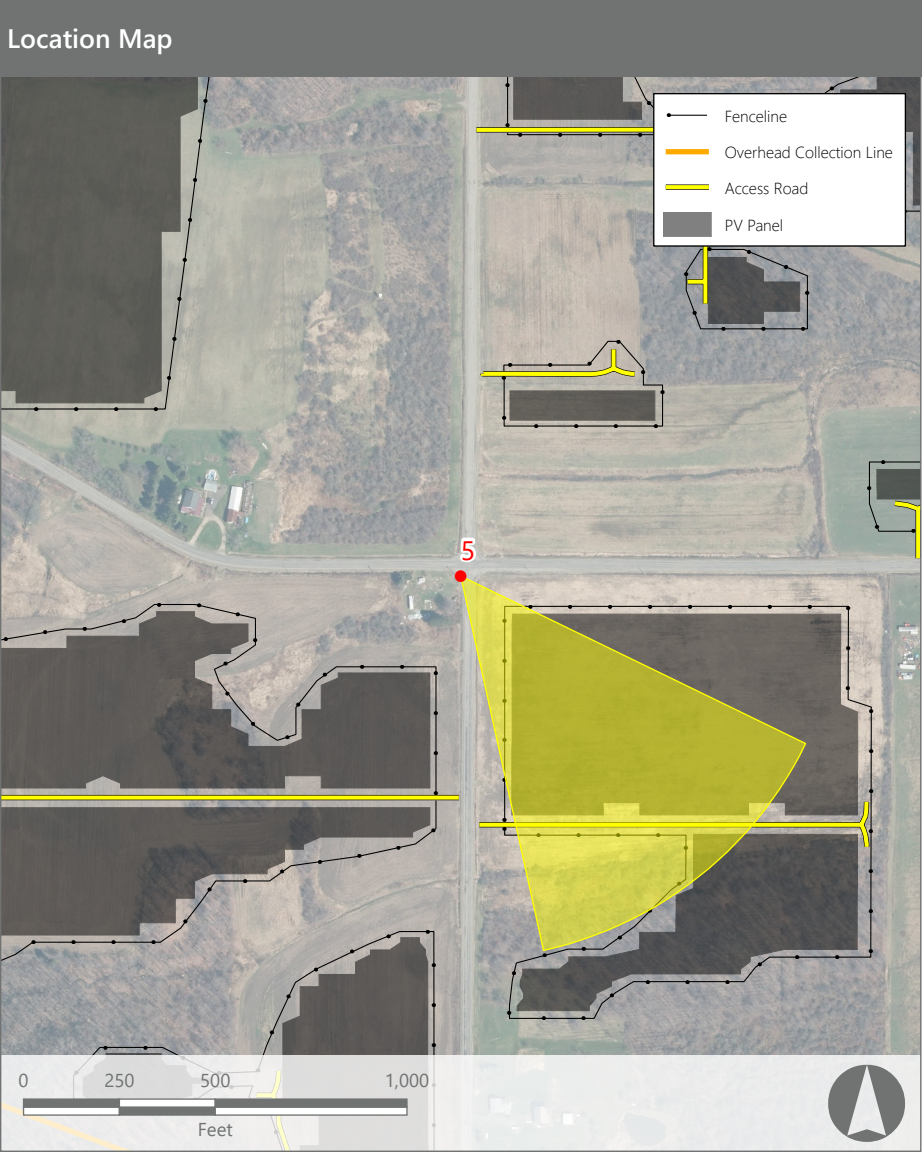 Location Map
Fenceline
Overhead Collection Line
Access Road
PV Panel
5
0 250 500 1,000
Feet